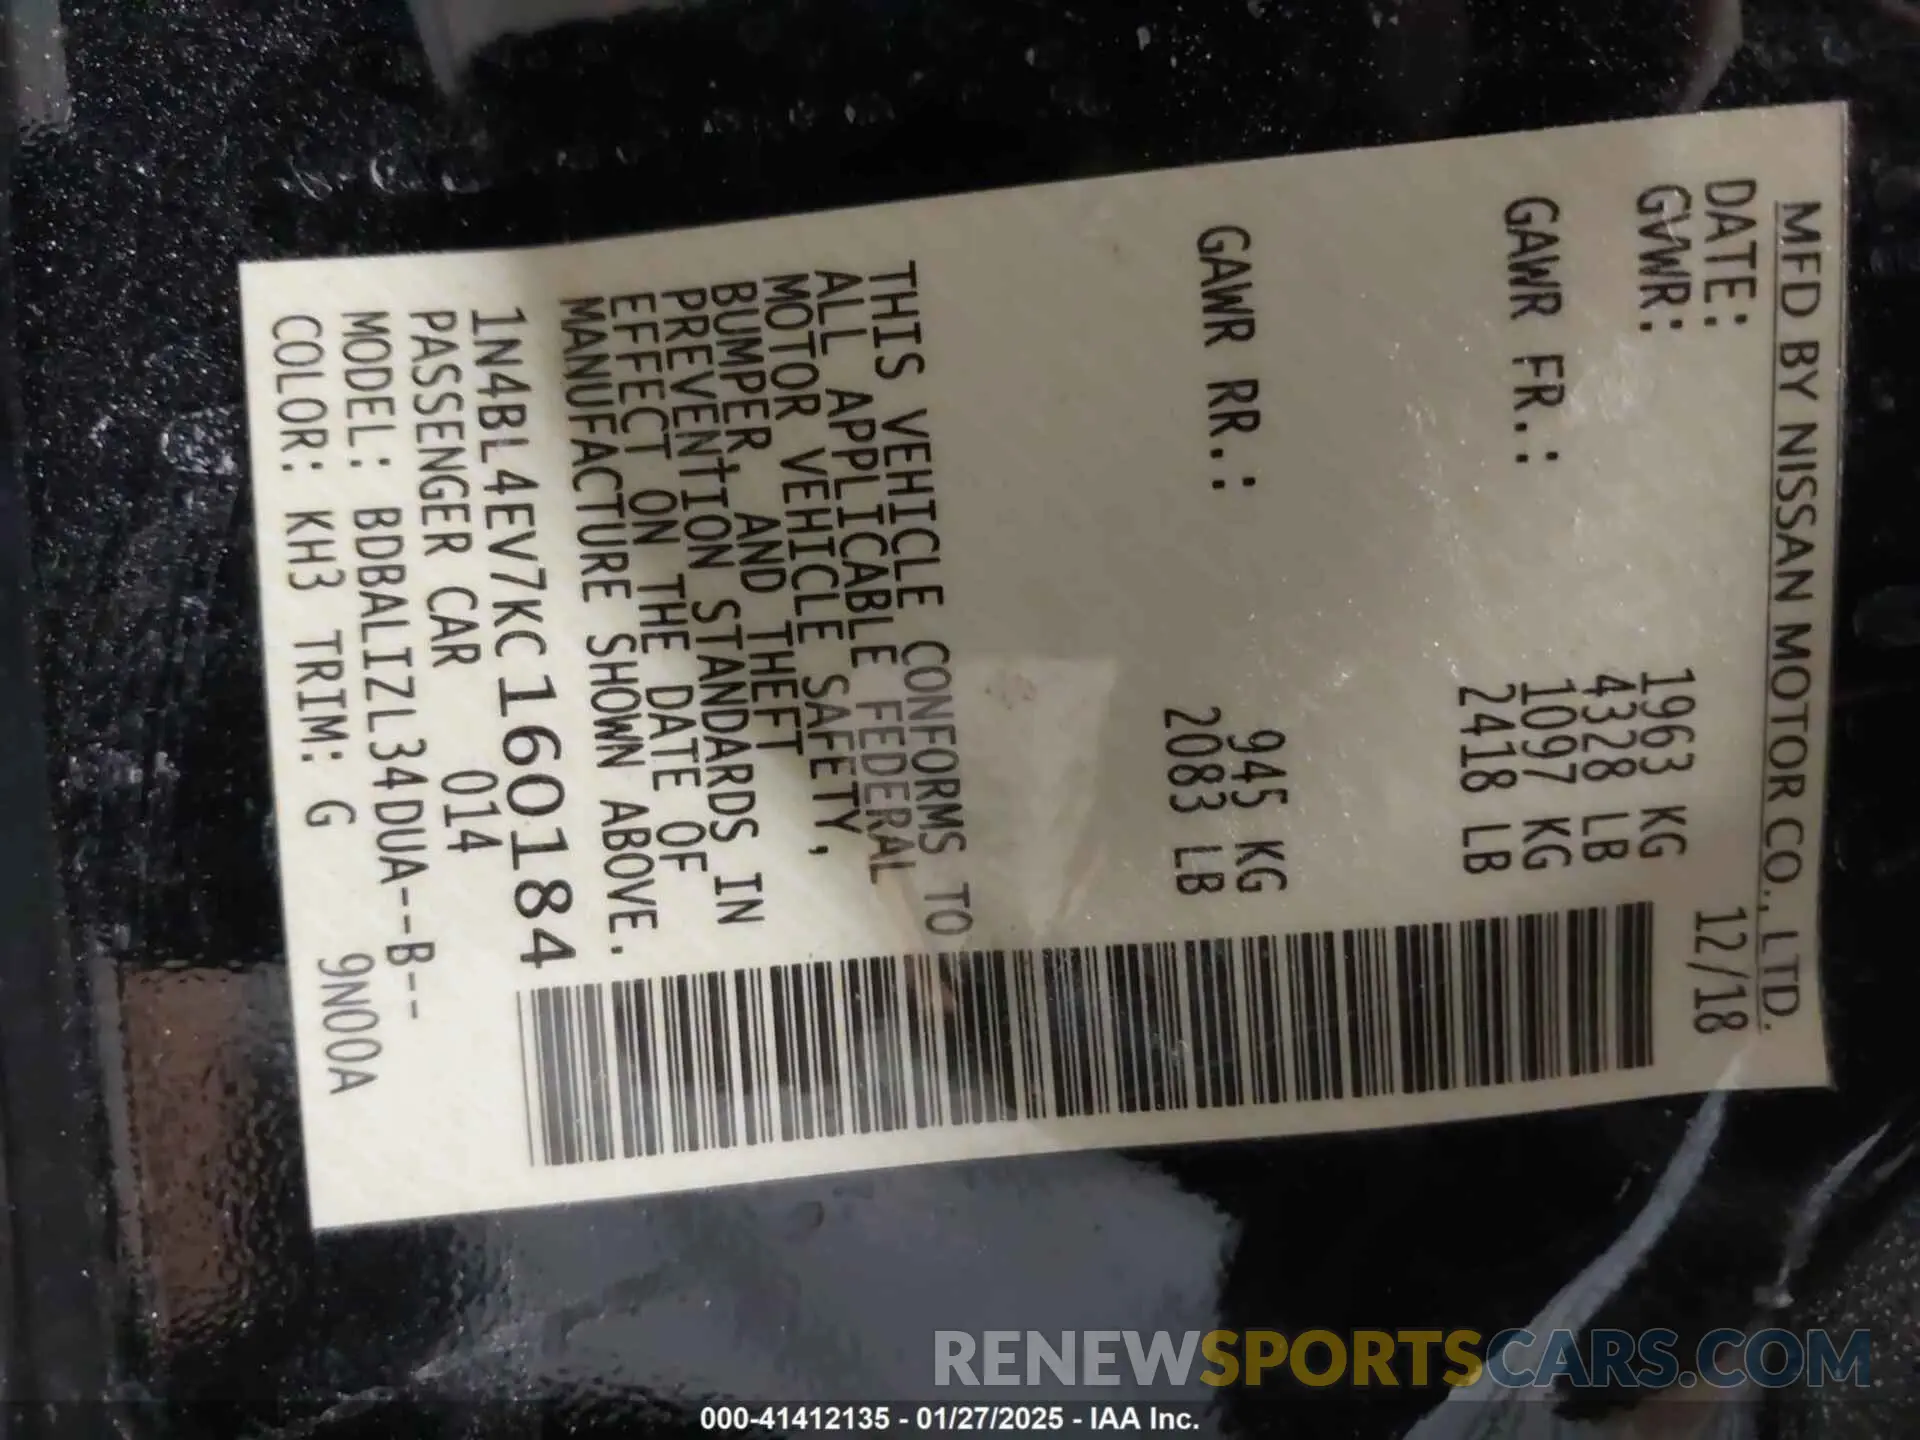 MFD BY NISSAN MOTOR CO., LTD.
DATE: 12/18
GVWR: 1963 KG
4328 LB
GAWR FR.: 1097 KG
2418 LB
GAWR RR.: 945 KG
2083 LB
THIS VEHICLE CONFORMS TO
ALL APPLICABLE FEDERAL
MOTOR VEHICLE SAFETY,
BUMPER, AND THEFT
PREVENTION STANDARDS IN
EFFECT ON THE DATE OF
MANUFACTURE SHOWN ABOVE.
1N4BL4EV7KC160184
PASSENGER CAR 014
MODEL: BDBALIZL34DUA--B--
COLOR: KH3 TRIM: G 9N00A
RENEWSPORTSCARS.COM
000-41412135 - 01/27/2025 - IAA Inc.